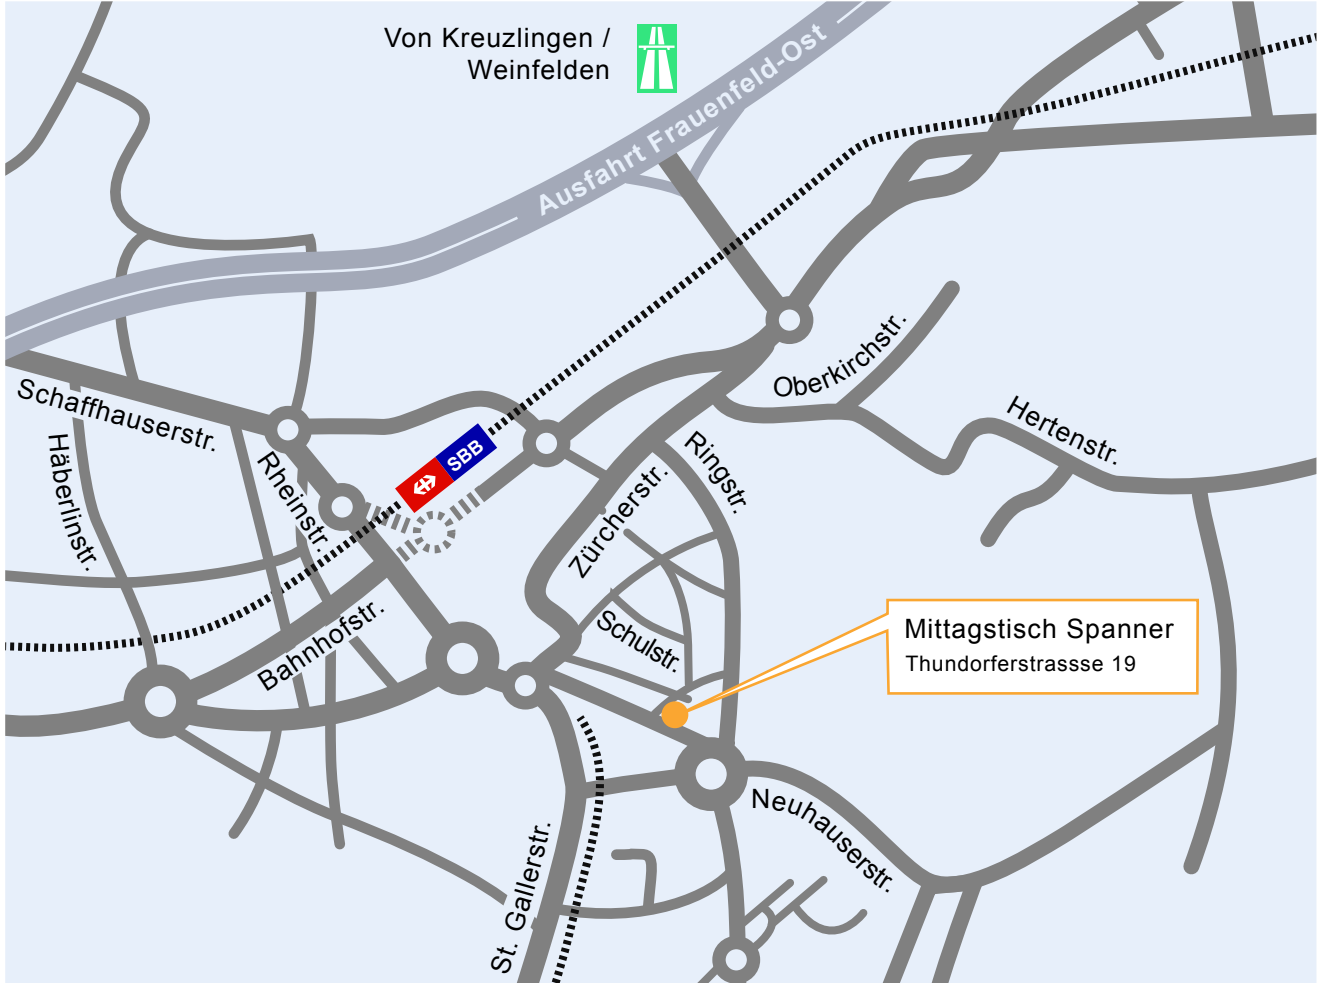 Von Kreuzlingen /
Weinfelden
Ausfahrt Frauenfeld-Ost
Oberkirchstr.
Schaffhauserstr.
Hertenstr.
Häberlinstr.
Rheinstr.
SBB
Ringstr.
Zürcherstr.
Bahnhofstr.
Schulstr.
Mittagstisch Spanner
Thundorferstrassse 19
Neuhauserstr.
St. Gallerstr.